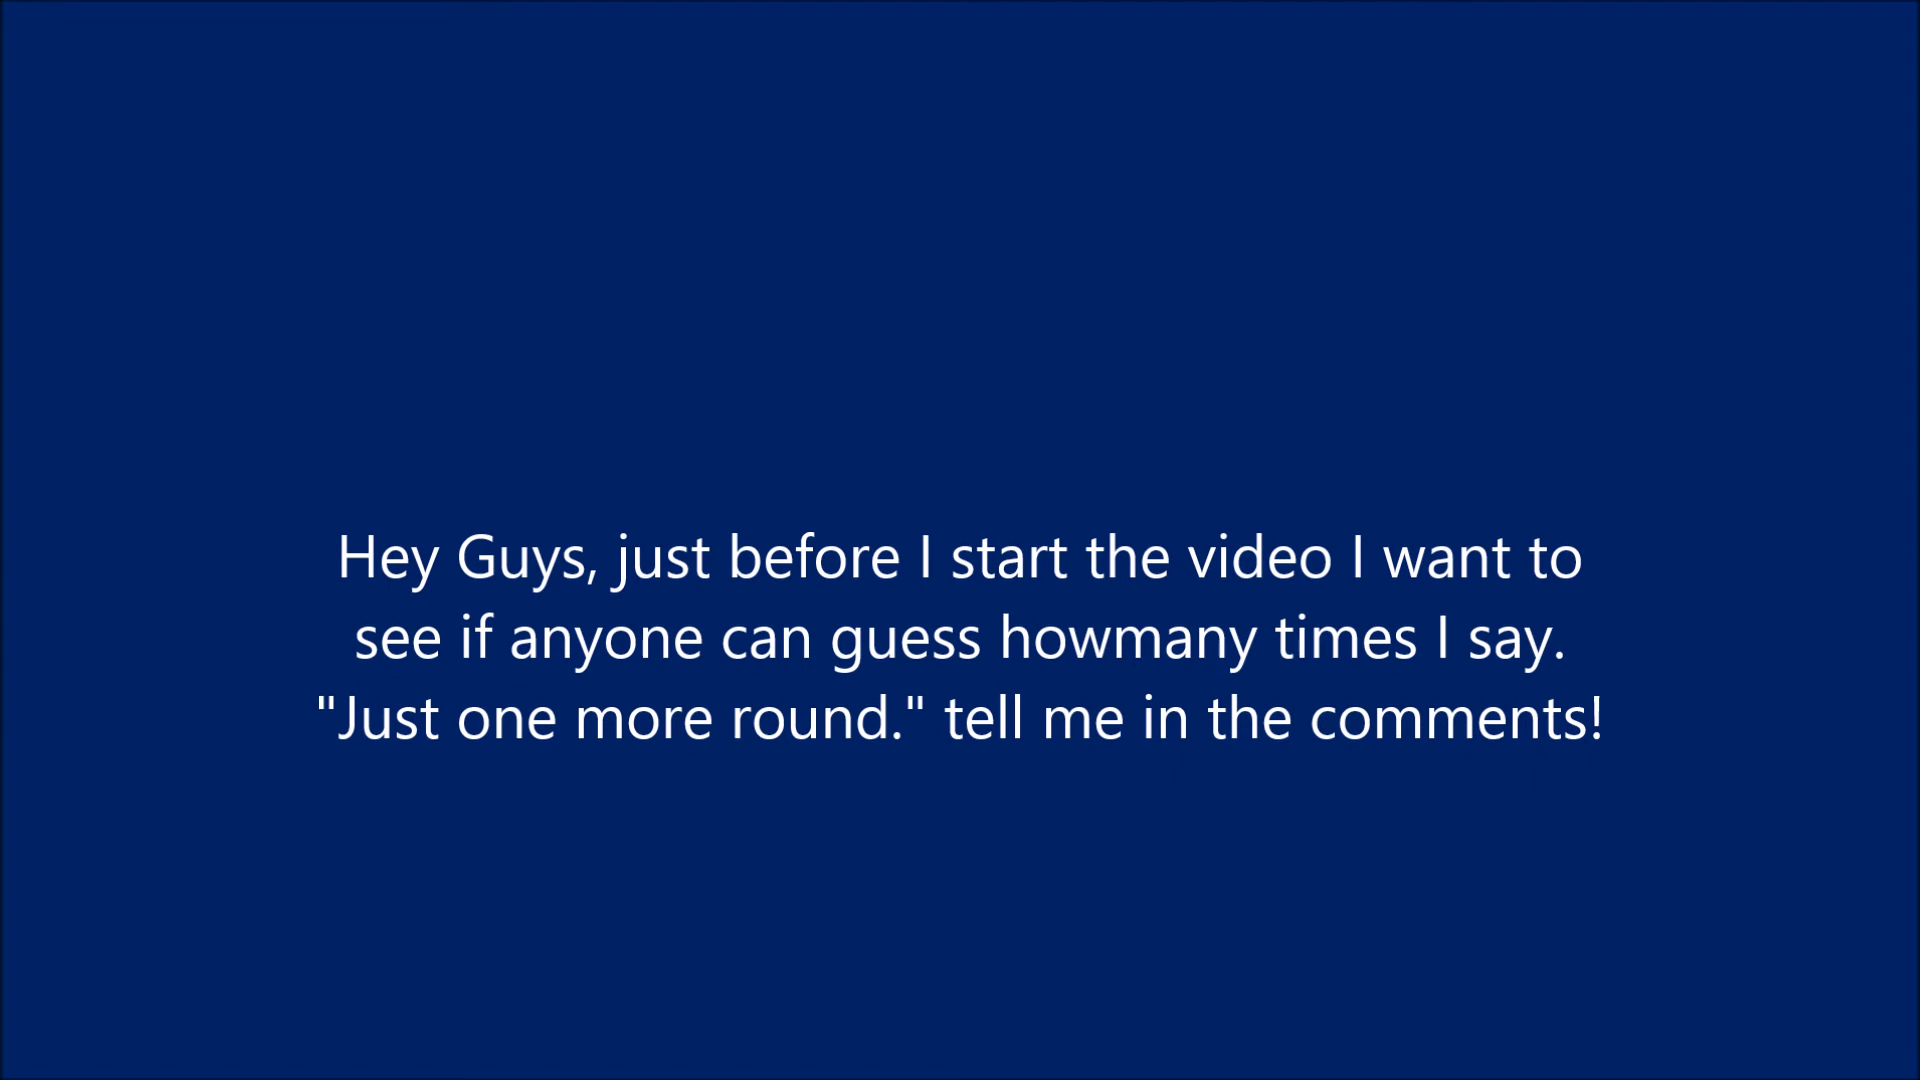 Hey Guys, just before I start the video I want to
see if anyone can guess howmany times I say.
"Just one more round." tell me in the comments!